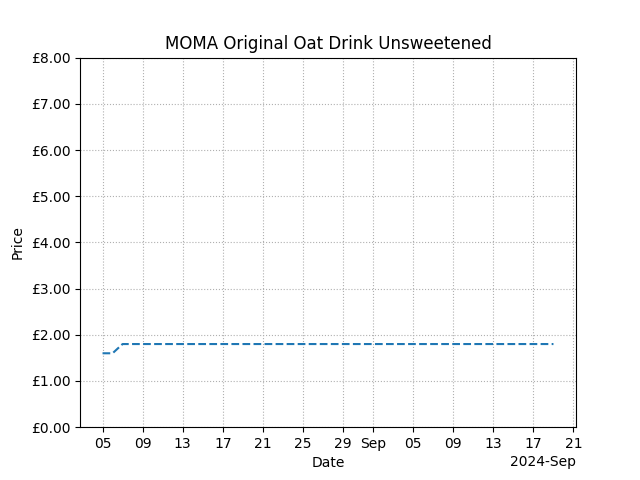 MOMA Original Oat Drink Unsweetened
£8.00
£7.00
£6.00
£5.00
£4.00
£3.00
£2.00
£1.00
£0.00
Price
05 09 13 17 21 25 29 Sep 05 09 13 17 21
Date
2024-Sep